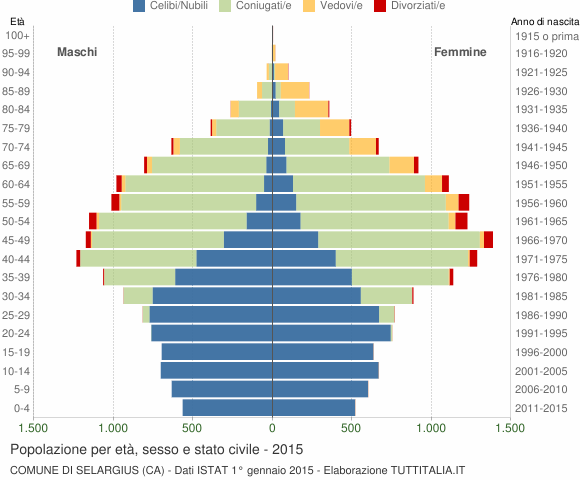 Celibi/Nubili Coniugati/e Vedovi/e Divorziati/e
Età Anno di nascita
Maschi Femmine
100+ 1915 o prima
95-99 1916-1920
90-94 1921-1925
85-89 1926-1930
80-84 1931-1935
75-79 1936-1940
70-74 1941-1945
65-69 1946-1950
60-64 1951-1955
55-59 1956-1960
50-54 1961-1965
45-49 1966-1970
40-44 1971-1975
35-39 1976-1980
30-34 1981-1985
25-29 1986-1990
20-24 1991-1995
15-19 1996-2000
10-14 2001-2005
5-9 2006-2010
0-4 2011-2015
1.500 1.000 500 0 500 1.000 1.500
Popolazione per età, sesso e stato civile - 2015
COMUNE DI SELARGIUS (CA) - Dati ISTAT 1° gennaio 2015 - Elaborazione TUTTITALIA.IT